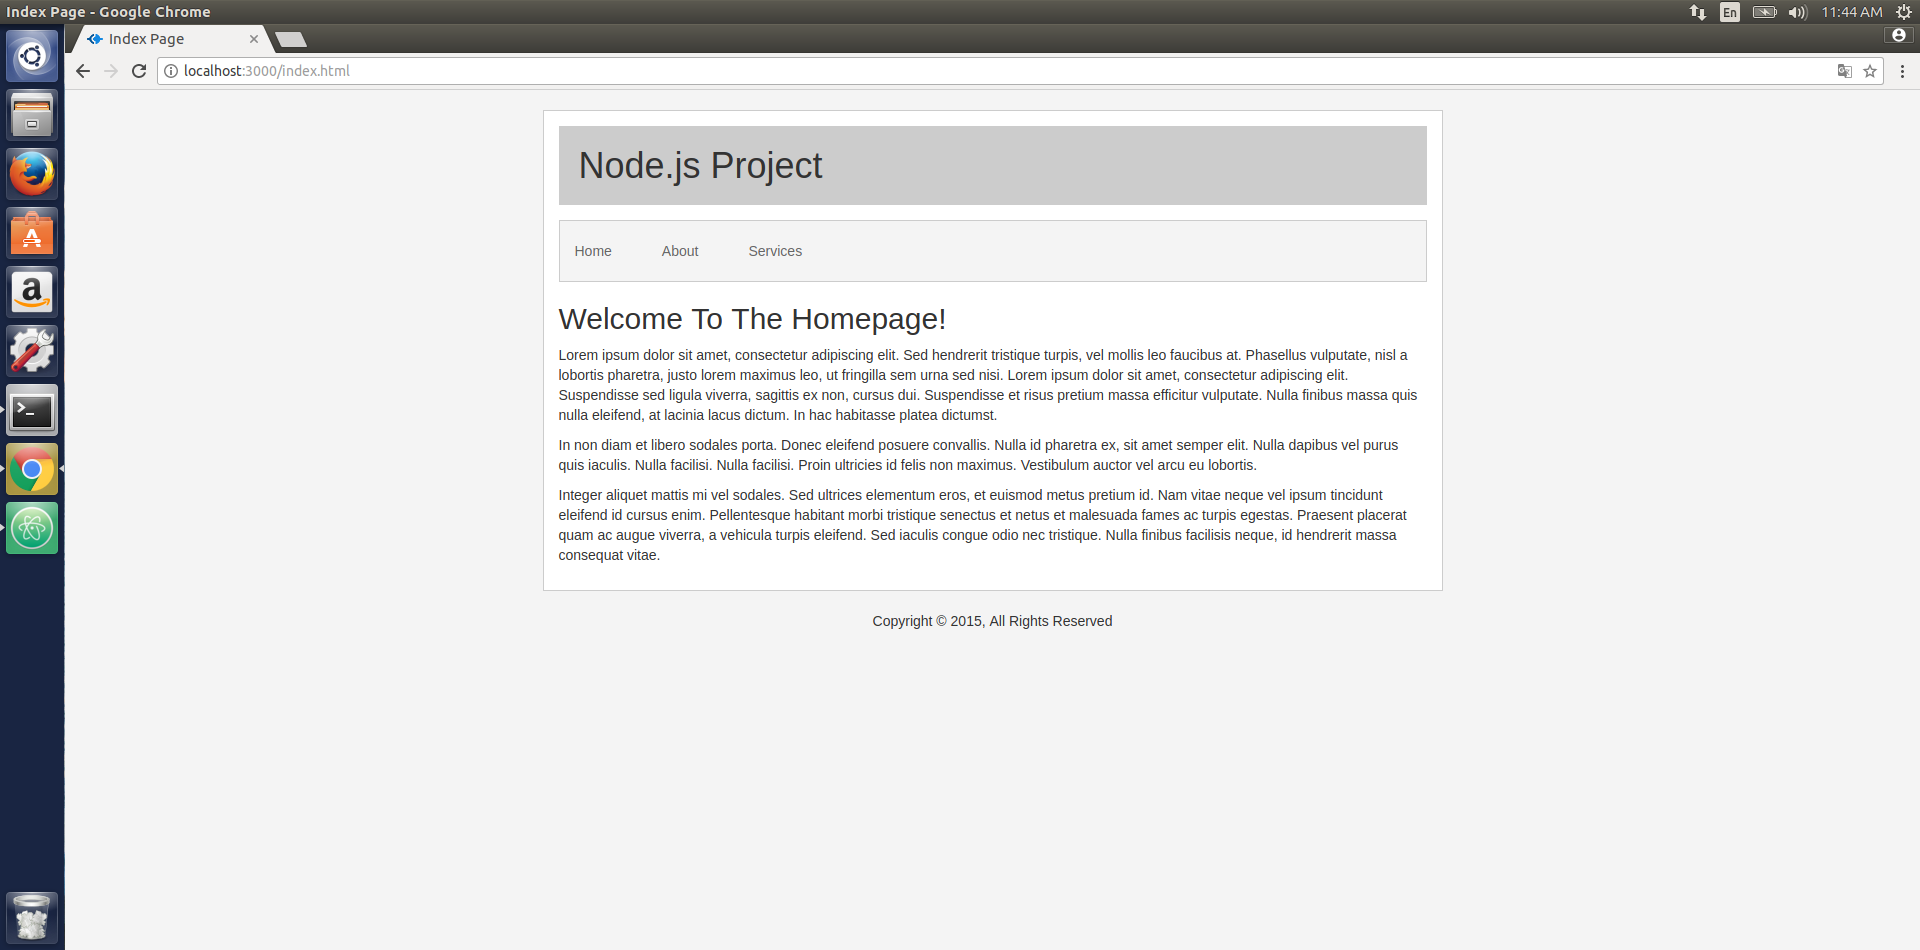 Index Page - Google Chrome
En
11:44 AM
Index Page
localhost:3000/index.html
Node.js Project
Home
About
Services
Welcome To The Homepage!
Lorem ipsum dolor sit amet, consectetur adipiscing elit. Sed hendrerit tristique turpis, vel mollis leo faucibus at. Phasellus vulputate, nisl a
lobortis pharetra, justo lorem maximus leo, ut fringilla sem urna sed nisi. Lorem ipsum dolor sit amet, consectetur adipiscing elit.
Suspendisse sed ligula viverra, sagittis ex non, cursus dui. Suspendisse et risus pretium massa efficitur vulputate. Nulla finibus massa quis
nulla eleifend, at lacinia lacus dictum. In hac habitasse platea dictumst.
In non diam et libero sodales porta. Donec eleifend posuere convallis. Nulla id pharetra ex, sit amet semper elit. Nulla dapibus vel purus
quis iaculis. Nulla facilisi. Nulla facilisi. Proin ultricies id felis non maximus. Vestibulum auctor vel arcu eu lobortis.
Integer aliquet mattis mi vel sodales. Sed ultrices elementum eros, et euismod metus pretium id. Nam vitae neque vel ipsum tincidunt
eleifend id cursus enim. Pellentesque habitant morbi tristique senectus et netus et malesuada fames ac turpis egestas. Praesent placerat
quam ac augue viverra, a vehicula turpis eleifend. Sed iaculis congue odio nec tristique. Nulla finibus facilisis neque, id hendrerit massa
consequat vitae.
Copyright © 2015, All Rights Reserved